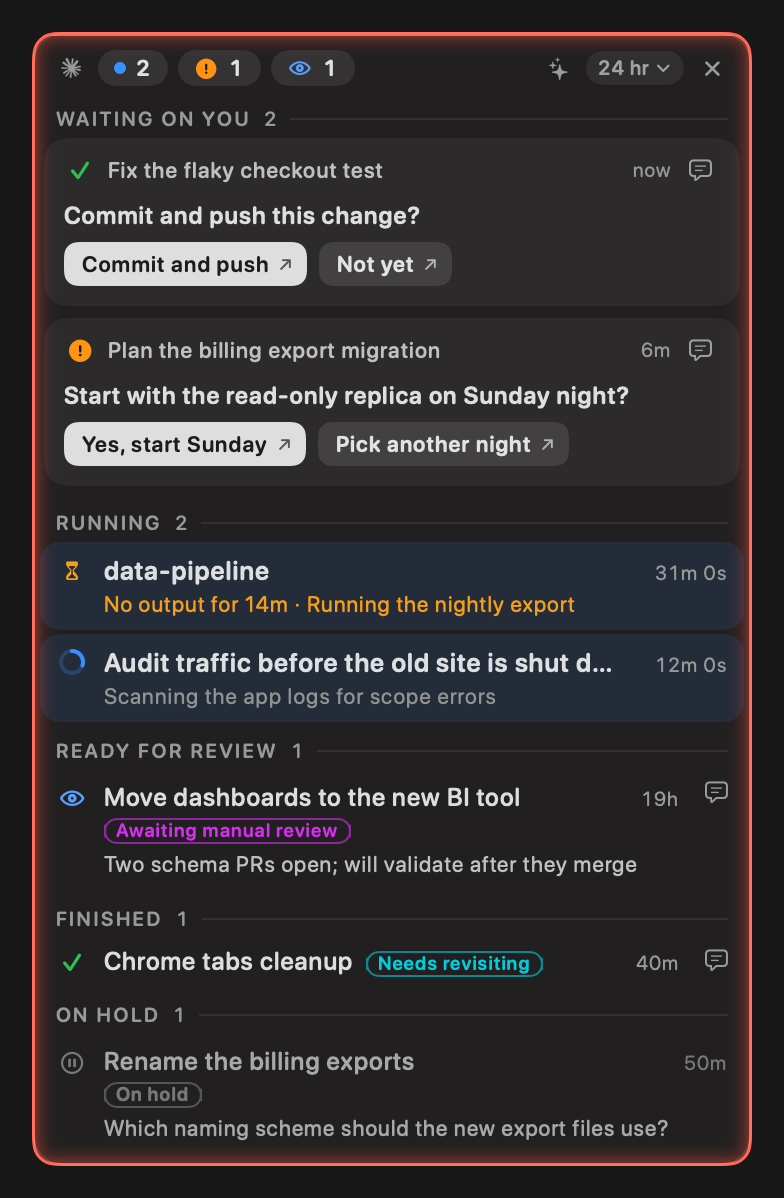 2 1 1 24 hr
WAITING ON YOU 2
Fix the flaky checkout test now
Commit and push this change?
Commit and push Not yet
Plan the billing export migration 6m
Start with the read-only replica on Sunday night?
Yes, start Sunday Pick another night
RUNNING 2
data-pipeline 31m 0s
No output for 14m · Running the nightly export
Audit traffic before the old site is shut d... 12m 0s
Scanning the app logs for scope errors
READY FOR REVIEW 1
Move dashboards to the new BI tool 19h
Awaiting manual review
Two schema PRs open; will validate after they merge
FINISHED 1
Chrome tabs cleanup Needs revisiting 40m
ON HOLD 1
Rename the billing exports 50m
On hold
Which naming scheme should the new export files use?